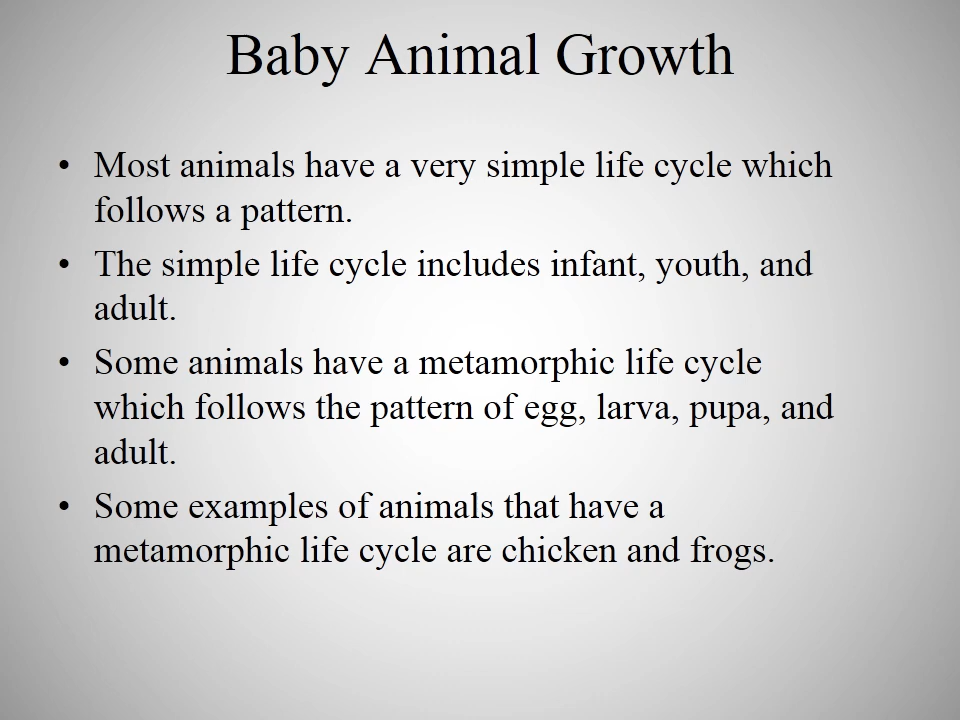 Baby Animal Growth
• Most animals have a very simple life cycle which
follows a pattern.
• The simple life cycle includes infant, youth, and
adult.
• Some animals have a metamorphic life cycle
which follows the pattern of egg, larva, pupa, and
adult.
• Some examples of animals that have a
metamorphic life cycle are chicken and frogs.